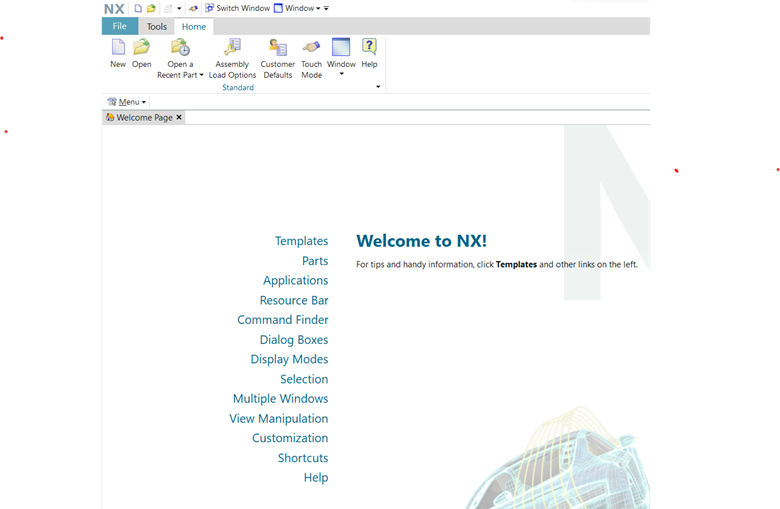 NX Switch Window Window
File Tools Home
New Open Open a Recent Part Assembly Load Options Customer Defaults Touch Mode Window Help
Standard
Menu
Welcome Page
Templates
Parts
Applications
Resource Bar
Command Finder
Dialog Boxes
Display Modes
Selection
Multiple Windows
View Manipulation
Customization
Shortcuts
Help
Welcome to NX!
For tips and handy information, click Templates and other links on the left.